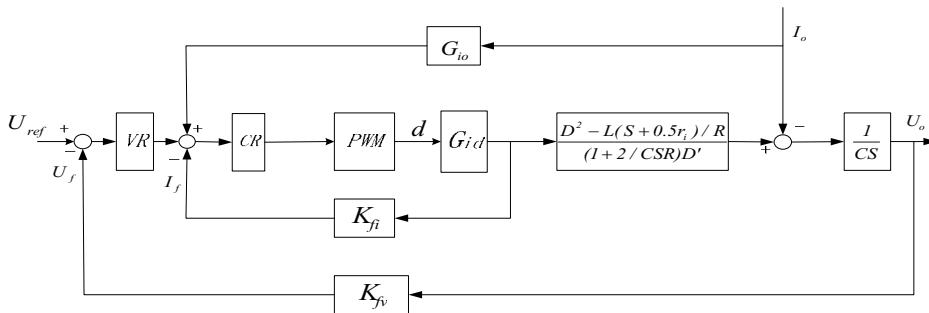 I_o
G_io
U_ref
+
−
VR
+
−
CR
PWM
d
Gid
D² − L(S + 0.5r_i) / R
(1 + 2 / CSR)D'
+
−
1
CS
U_o
U_f
I_f
K_fi
K_fv